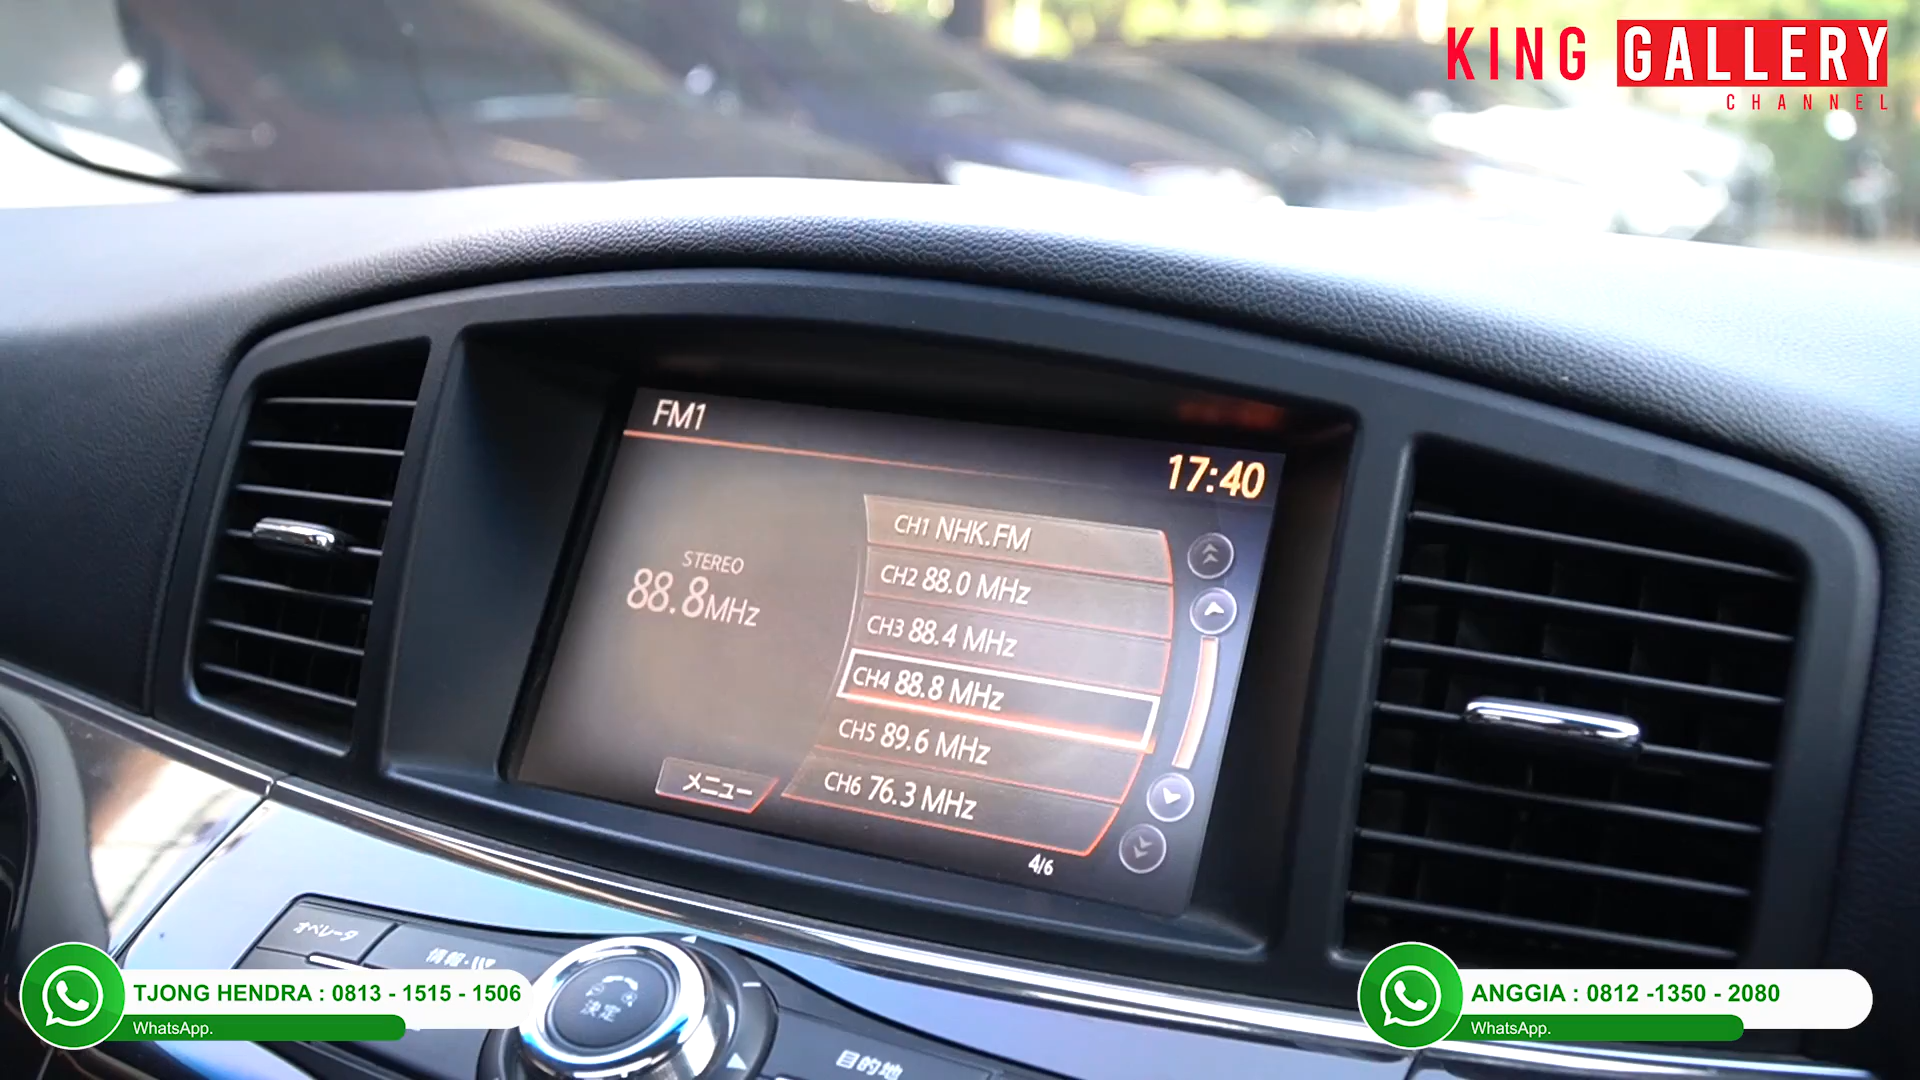 KING GALLERY
CHANNEL
FM1
17:40
STEREO
88.8MHz
CH1 NHK.FM
CH2 88.0 MHz
CH3 88.4 MHz
CH4 88.8 MHz
CH5 89.6 MHz
CH6 76.3 MHz
メニュー
4/6
オペレータ
情報・
決定
目的地
TJONG HENDRA : 0813 - 1515 - 1506
WhatsApp.
ANGGIA : 0812 -1350 - 2080
WhatsApp.